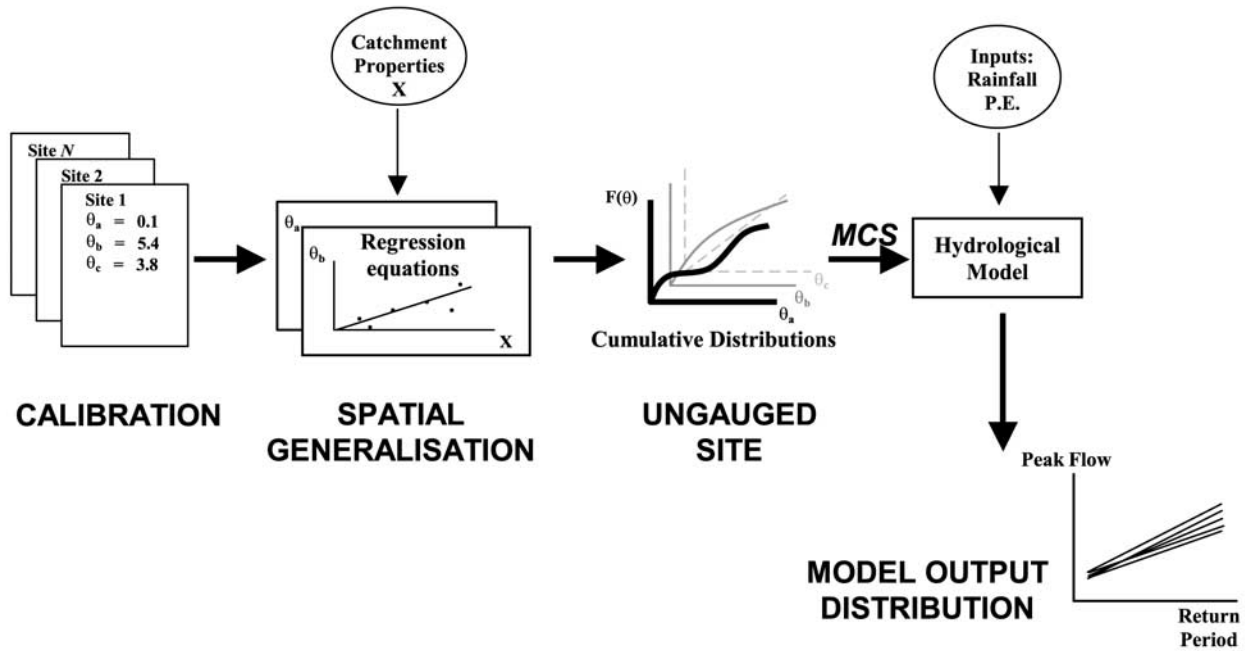 Catchment
Properties
X
Inputs:
Rainfall
P.E.
Site N
Site 2
Site 1
θa = 0.1
θb = 5.4
θc = 3.8
θa
θb
Regression
equations
X
F(θ)
θc
θb
θa
Cumulative Distributions
MCS
Hydrological
Model
CALIBRATION
SPATIAL
GENERALISATION
UNGAUGED
SITE
Peak Flow
MODEL OUTPUT
DISTRIBUTION
Return
Period